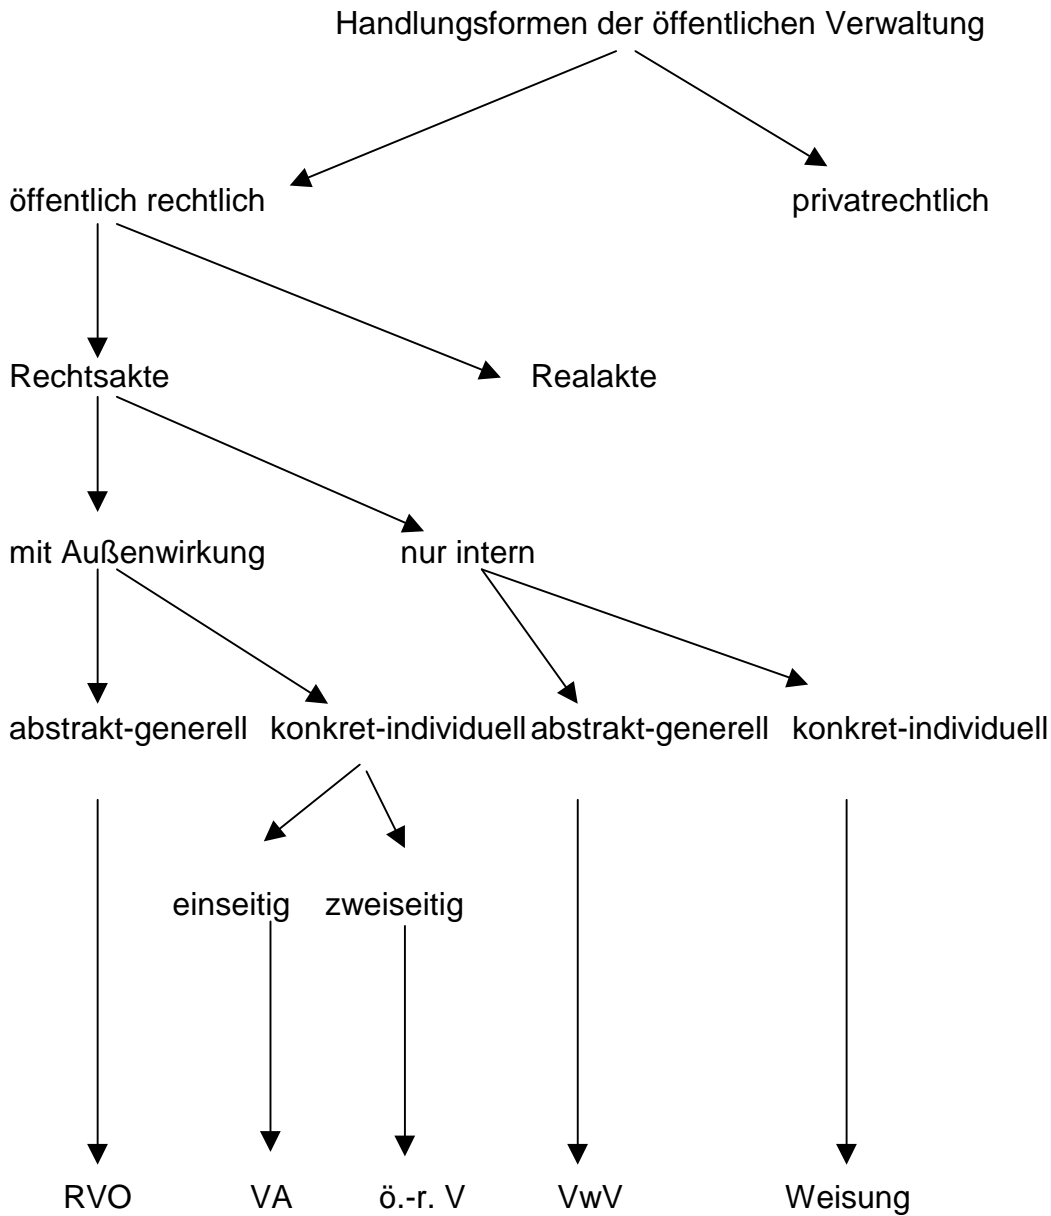 Handlungsformen der öffentlichen Verwaltung
öffentlich rechtlich privatrechtlich
Rechtsakte Realakte
mit Außenwirkung nur intern
abstrakt-generell konkret-individuell abstrakt-generell konkret-individuell
einseitig zweiseitig
RVO VA ö.-r. V VwV Weisung